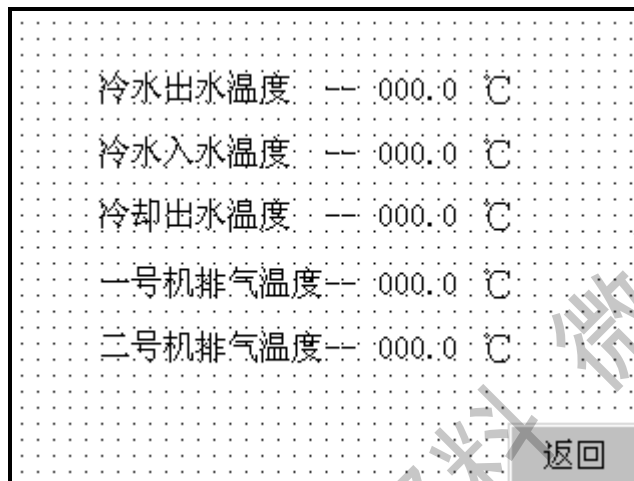 冷水出水温度 -- 000.0 ℃
冷水入水温度 -- 000.0 ℃
冷却出水温度 -- 000.0 ℃
一号机排气温度-- 000.0 ℃
二号机排气温度-- 000.0 ℃
返回